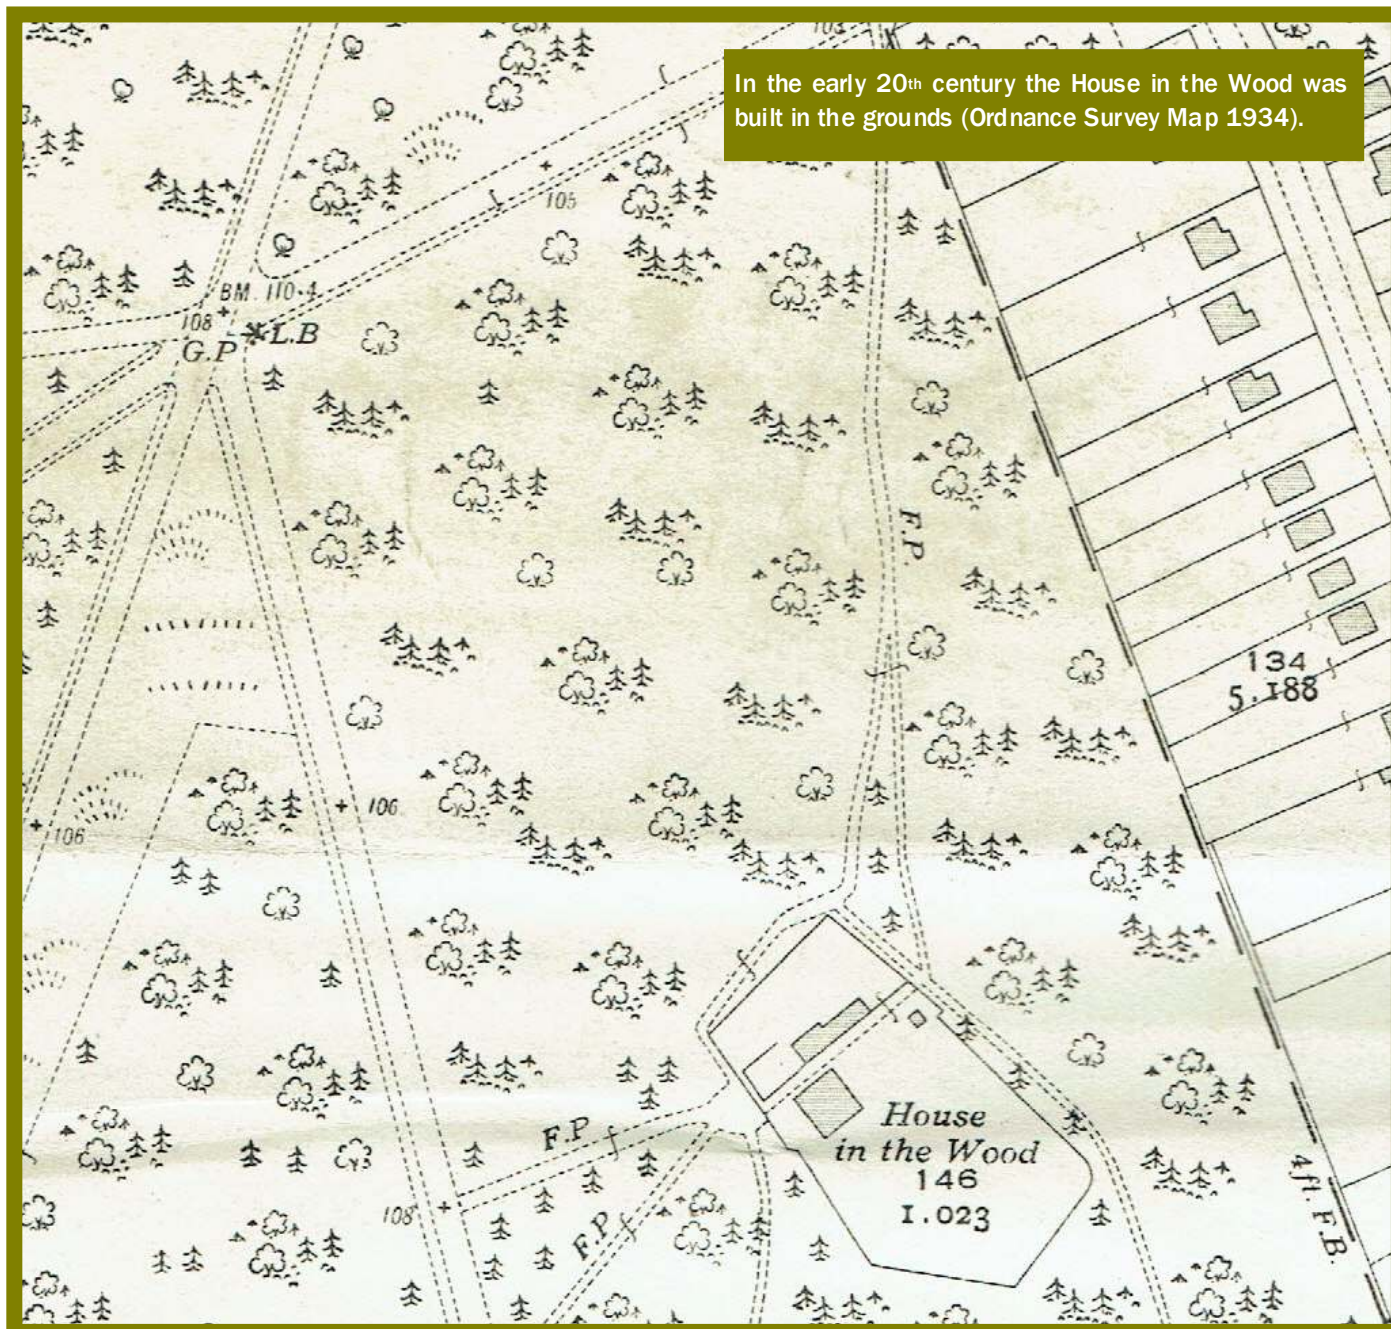 103
In the early 20th century the House in the Wood was
built in the grounds (Ordnance Survey Map 1934).
105
BM. 110.4
108
L.B
G.P
F.P.
134
5.188
106
106
F.P
House
in the Wood
146
1.023
4ft. F.B.
108
F.P